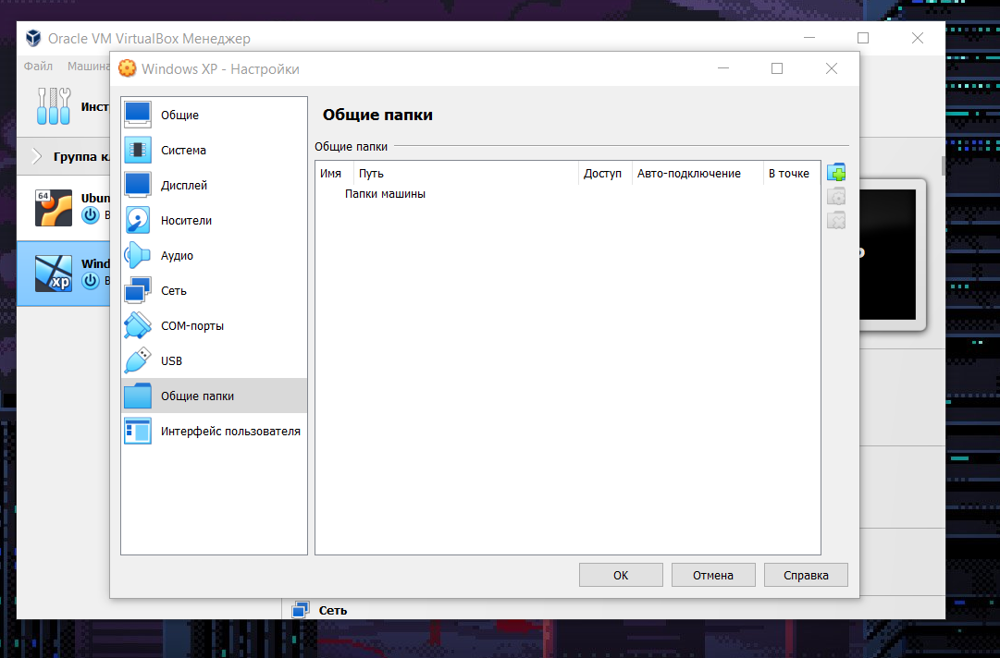 Oracle VM VirtualBox Менеджер
Файл Машина
Windows XP - Настройки
Инст
Группа к
64
Ubun
В
Wind
xp
В
Общие
Система
Дисплей
Носители
Аудио
Сеть
COM-порты
USB
Общие папки
Интерфейс пользователя
Общие папки
Общие папки
Имя Путь Доступ Авто-подключение В точке
Папки машины
OK Отмена Справка
Сеть